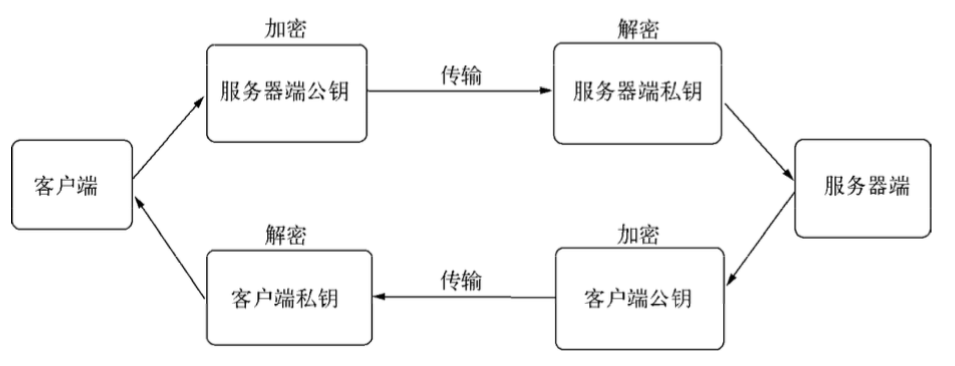 加密
解密
服务器端公钥
传输
服务器端私钥
客户端
服务器端
解密
加密
客户端私钥
传输
客户端公钥